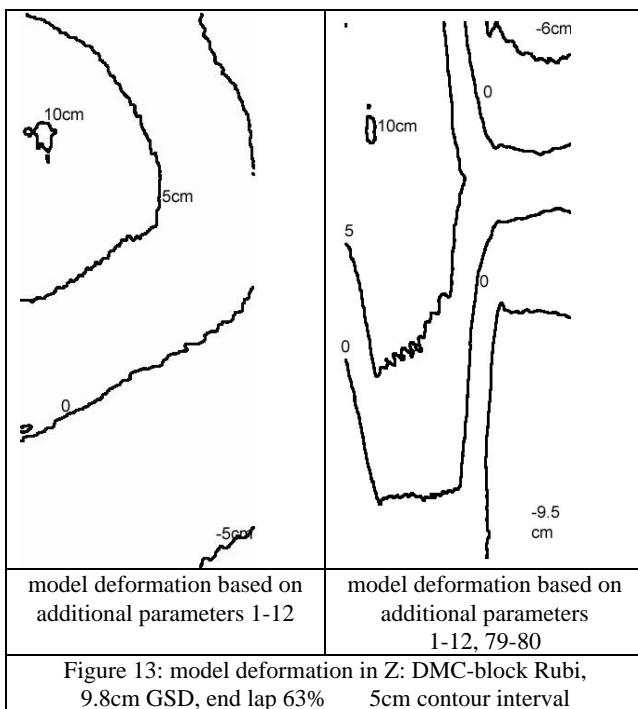 10cm
5cm
0
-5cm
-6cm
0
10cm
5
0
0
-9.5
cm
model deformation based on
additional parameters 1-12
model deformation based on
additional parameters
1-12, 79-80
Figure 13: model deformation in Z: DMC-block Rubi,
9.8cm GSD, end lap 63% 5cm contour interval